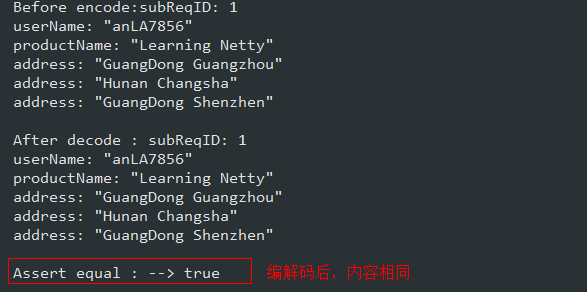 Before encode:subReqID: 1
userName: "anLA7856"
productName: "Learning Netty"
address: "GuangDong Guangzhou"
address: "Hunan Changsha"
address: "GuangDong Shenzhen"
After decode : subReqID: 1
userName: "anLA7856"
productName: "Learning Netty"
address: "GuangDong Guangzhou"
address: "Hunan Changsha"
address: "GuangDong Shenzhen"
Assert equal : --> true 编解码后，内容相同